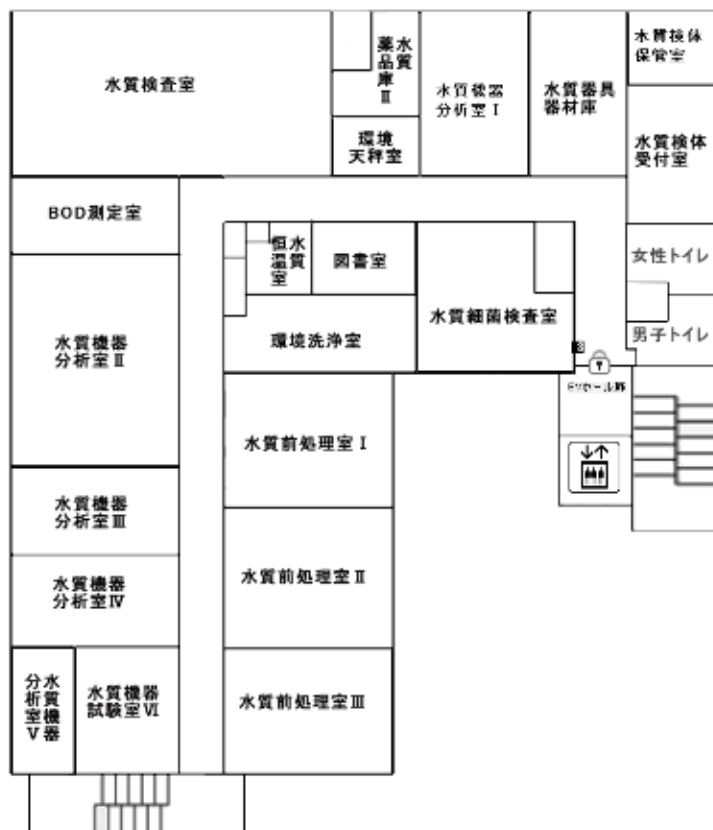 水質検査室
水質
薬品庫Ⅱ
環境
天秤室
水質機器
分析室Ⅰ
水質器具
器材庫
水質検体
保管室
水質検体
受付室
女性トイレ
男子トイレ
BOD測定室
水質
恒温室
図書室
環境洗浄室
水質細菌検査室
水質機器
分析室Ⅱ
水質前処理室Ⅰ
水質機器
分析室Ⅲ
水質前処理室Ⅱ
水質機器
分析室Ⅳ
水質機器
分析室Ⅴ
水質機器
試験室Ⅵ
水質前処理室Ⅲ